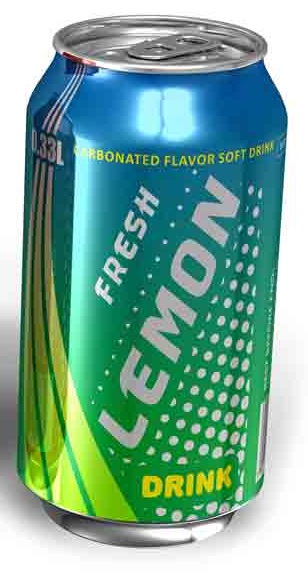 0.33L
CARBONATED FLAVOR SOFT DRINK
FRESH
LEMON
DRINK